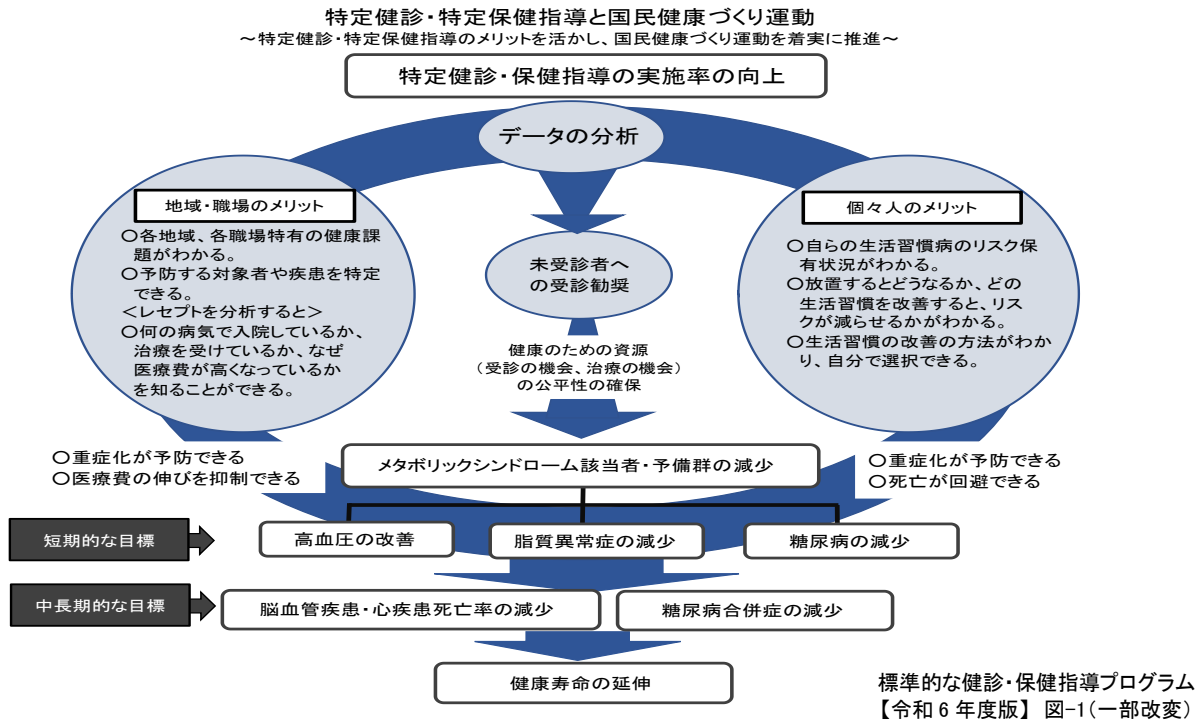 特定健診・特定保健指導と国民健康づくり運動
～特定健診・特定保健指導のメリットを活かし、国民健康づくり運動を着実に推進～
特定健診・保健指導の実施率の向上
データの分析
地域・職場のメリット
○各地域、各職場特有の健康課
題がわかる。
○予防する対象者や疾患を特定
できる。
＜レセプトを分析すると＞
○何の病気で入院しているか、
治療を受けているか、なぜ
医療費が高くなっているか
を知ることができる。
未受診者へ
の受診勧奨
個々人のメリット
○自らの生活習慣病のリスク保
有状況がわかる。
○放置するとどうなるか、どの
生活習慣を改善すると、リス
クが減らせるかがわかる。
○生活習慣の改善の方法がわか
り、自分で選択できる。
健康のための資源
（受診の機会、治療の機会）
の公平性の確保
○重症化が予防できる
○医療費の伸びを抑制できる
メタボリックシンドローム該当者・予備群の減少
○重症化が予防できる
○死亡が回避できる
短期的な目標
高血圧の改善
脂質異常症の減少
糖尿病の減少
中長期的な目標
脳血管疾患・心疾患死亡率の減少
糖尿病合併症の減少
健康寿命の延伸
標準的な健診・保健指導プログラム
【令和６年度版】 図-1（一部改変）